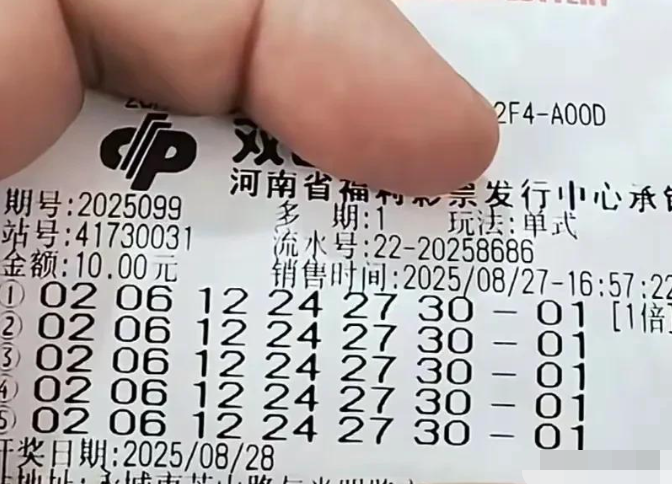 2F4-A00D
双
河南省福利彩票发行中心承销
期号:2025099 多 期:1 玩法:单式
站号:41730031 流水号:22-20258686
金额:10.00元 销售时间:2025/08/27-16:57:22
① 02 06 12 24 27 30 - 01 [1倍]
② 02 06 12 24 27 30 - 01
③ 02 06 12 24 27 30 - 01
④ 02 06 12 24 27 30 - 01
⑤ 02 06 12 24 27 30 - 01
开奖日期:2025/08/28